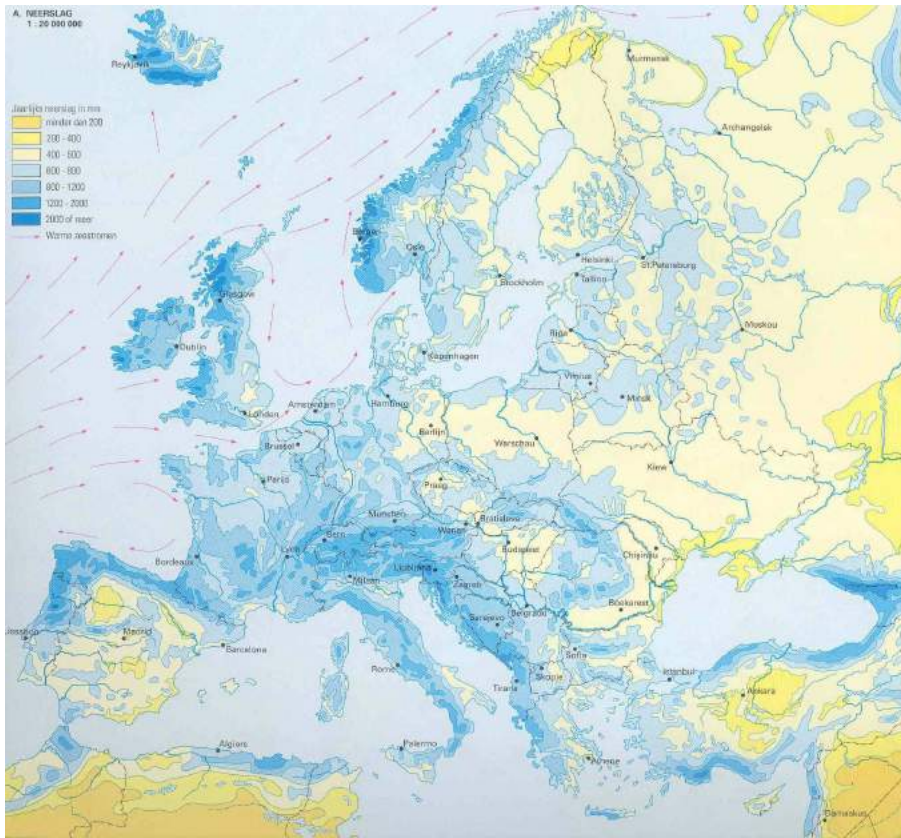 A. NEERSLAG
1 : 20 000 000
Reykjavik
Murmansk
Jaarlijkse neerslag in mm
minder dan 200
200 - 400
400 - 600
600 - 800
800 - 1200
1200 - 2000
2000 of meer
Warme zeestromen
Archangelsk
Bergen
Oslo
Helsinki
St.Petersburg
Stockholm
Tallinn
Glasgow
Riga
Moskou
Dublin
Kopenhagen
Vilnius
Minsk
Londen
Amsterdam
Hamburg
Berlijn
Warschau
Brussel
Kiew
Parijs
Praag
München
Wenen
Bratislava
Bern
Budapest
Chisinau
Bordeaux
Lyon
Ljubljana
Milaan
Zagreb
Belgrado
Boekarest
Sarajevo
Lissabon
Madrid
Barcelona
Rome
Sofia
Skopje
Istanbul
Tirana
Ankara
Algiers
Palermo
Athene
Damaskus